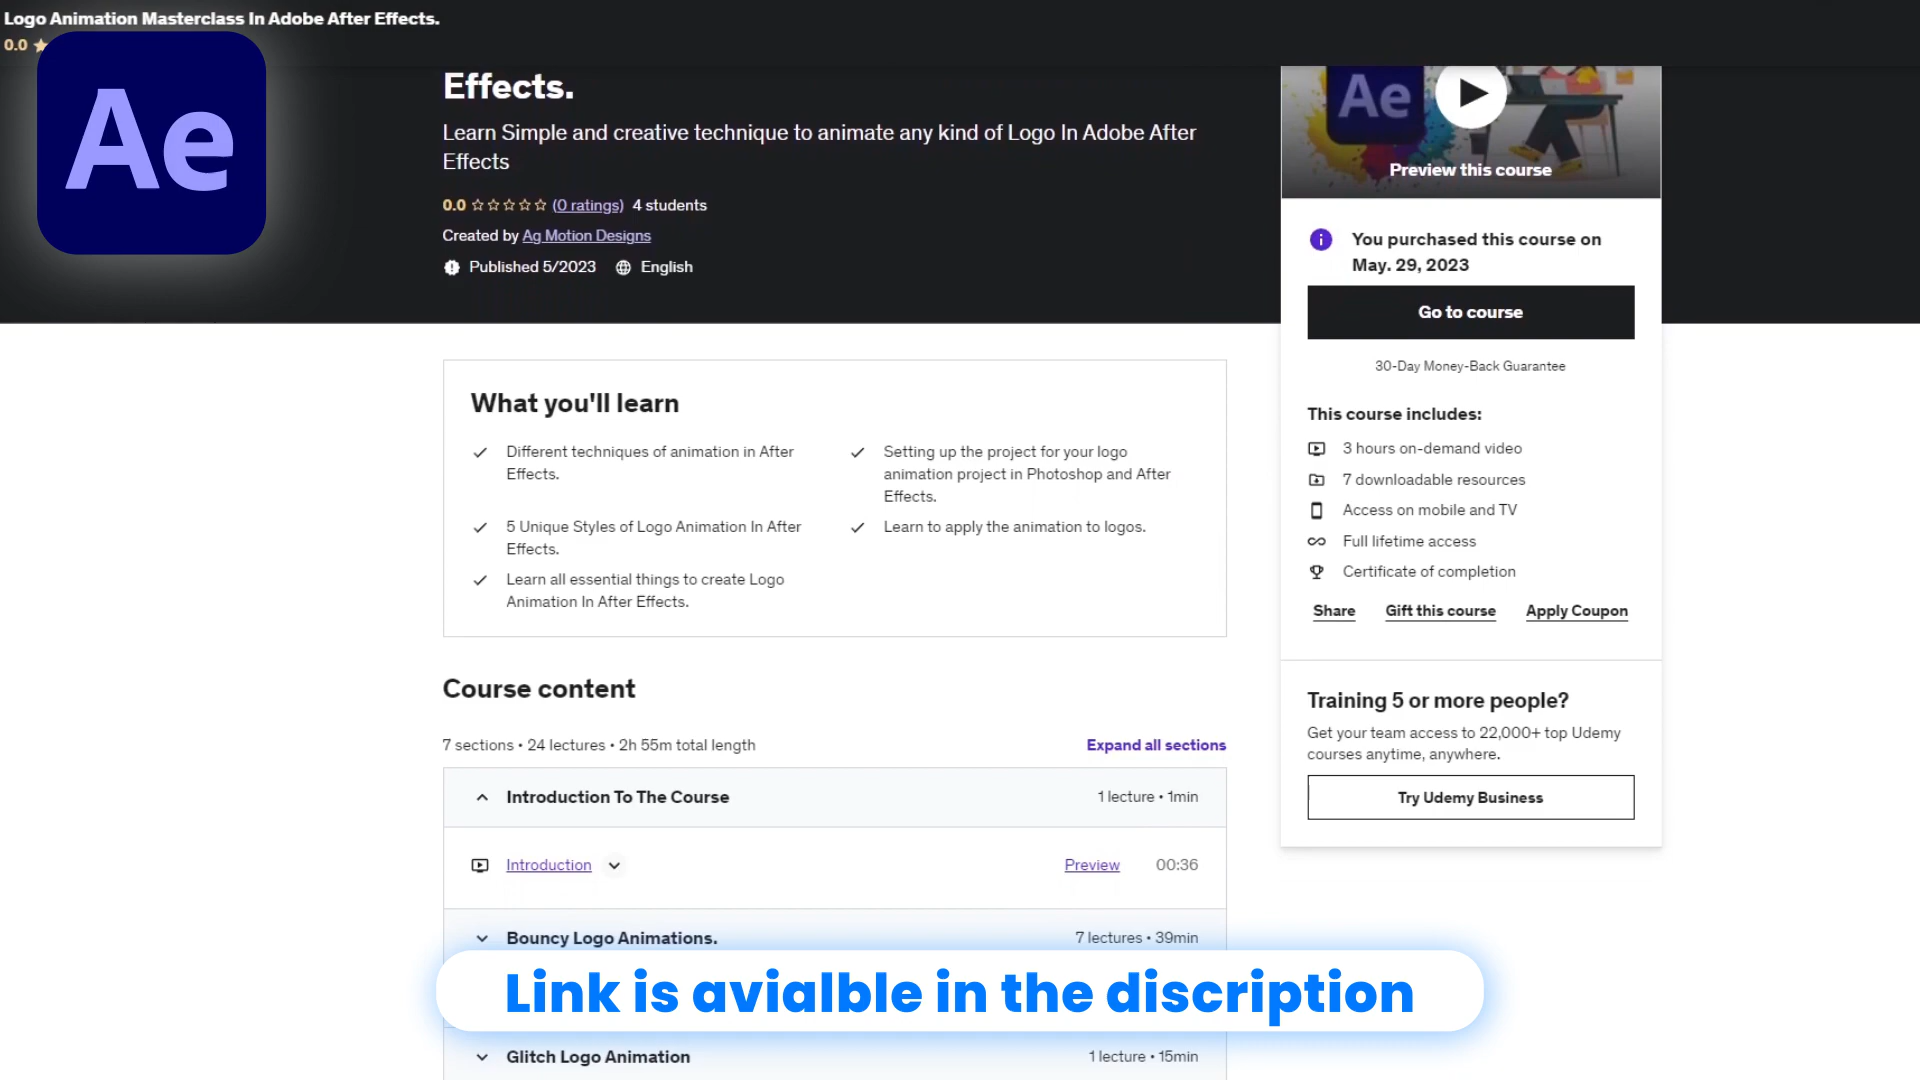 Logo Animation Masterclass In Adobe After Effects.
0.0
Ae
Effects.
Learn Simple and creative technique to animate any kind of Logo In Adobe After
Effects
0.0 (0 ratings) 4 students
Created by Ag Motion Designs
Published 5/2023 English
What you'll learn
Different techniques of animation in After
Effects.
Setting up the project for your logo
animation project in Photoshop and After
Effects.
5 Unique Styles of Logo Animation In After
Effects.
Learn to apply the animation to logos.
Learn all essential things to create Logo
Animation In After Effects.
Course content
7 sections • 24 lectures • 2h 55m total length
Expand all sections
Introduction To The Course
1 lecture • 1min
Introduction
Preview
00:36
Bouncy Logo Animations.
7 lectures • 39min
Link is avialble in the discription
Glitch Logo Animation
1 lecture • 15min
Ae
Preview this course
You purchased this course on
May. 29, 2023
Go to course
30-Day Money-Back Guarantee
This course includes:
3 hours on-demand video
7 downloadable resources
Access on mobile and TV
Full lifetime access
Certificate of completion
Share
Gift this course
Apply Coupon
Training 5 or more people?
Get your team access to 22,000+ top Udemy
courses anytime, anywhere.
Try Udemy Business